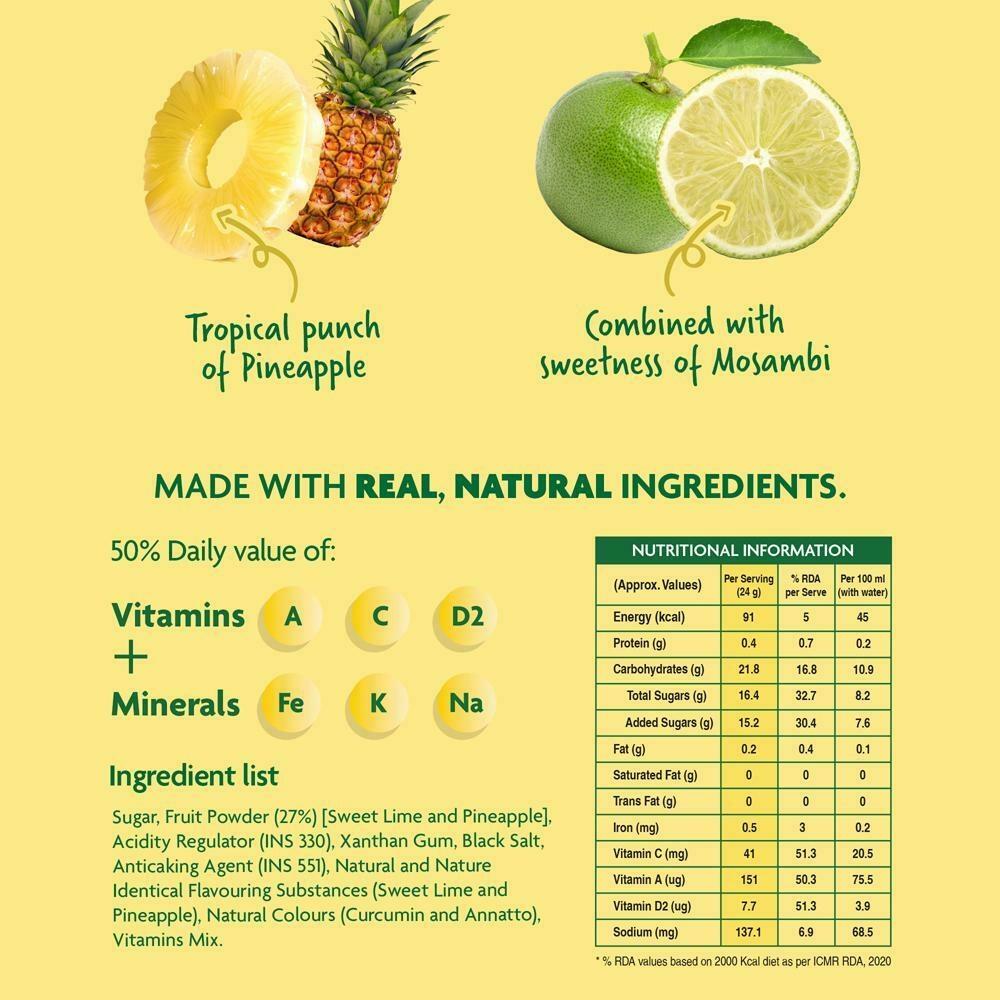 Tropical punch
of Pineapple
Combined with
sweetness of Mosambi
MADE WITH REAL, NATURAL INGREDIENTS.
50% Daily value of:
Vitamins A C D2
+
Minerals Fe K Na
Ingredient list
Sugar, Fruit Powder (27%) [Sweet Lime and Pineapple],
Acidity Regulator (INS 330), Xanthan Gum, Black Salt,
Anticaking Agent (INS 551), Natural and Nature
Identical Flavouring Substances (Sweet Lime and
Pineapple), Natural Colours (Curcumin and Annatto),
Vitamins Mix.
NUTRITIONAL INFORMATION
(Approx. Values) Per Serving (24 g) % RDA per Serve Per 100 ml (with water)
Energy (kcal) 91 5 45
Protein (g) 0.4 0.7 0.2
Carbohydrates (g) 21.8 16.8 10.9
Total Sugars (g) 16.4 32.7 8.2
Added Sugars (g) 15.2 30.4 7.6
Fat (g) 0.2 0.4 0.1
Saturated Fat (g) 0 0 0
Trans Fat (g) 0 0 0
Iron (mg) 0.5 3 0.2
Vitamin C (mg) 41 51.3 20.5
Vitamin A (ug) 151 50.3 75.5
Vitamin D2 (ug) 7.7 51.3 3.9
Sodium (mg) 137.1 6.9 68.5
* % RDA values based on 2000 Kcal diet as per ICMR RDA, 2020